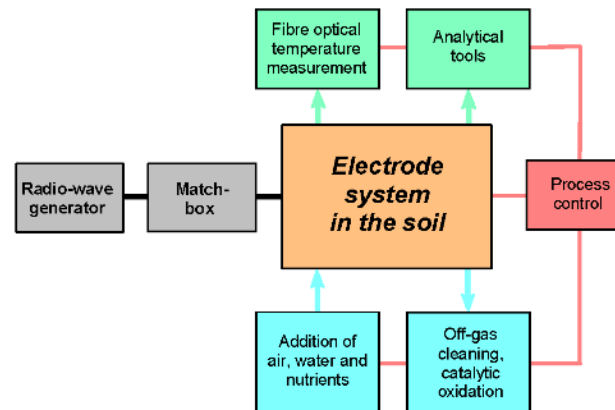 Fibre optical
temperature
measurement
Analytical
tools
Radio-wave
generator
Match-
box
Electrode
system
in the soil
Process
control
Addition of
air, water and
nutrients
Off-gas
cleaning,
catalytic
oxidation